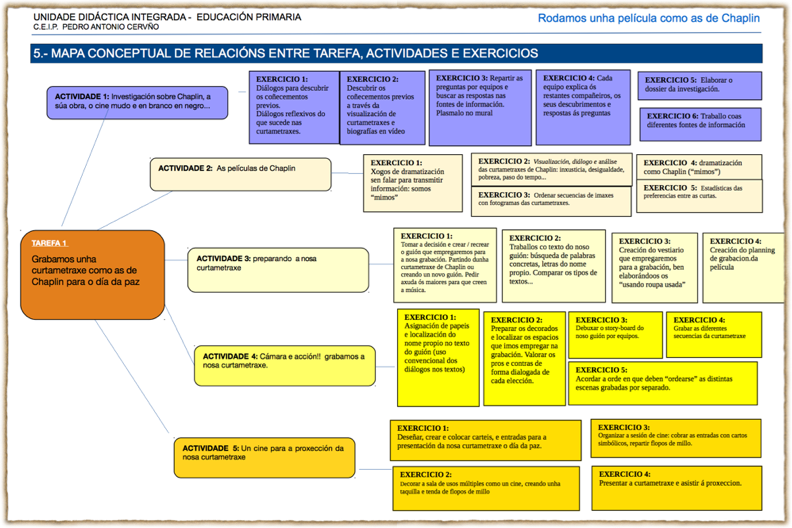 UNIDADE DIDÁCTICA INTEGRADA - EDUCACIÓN PRIMARIA
C.E.I.P. PEDRO ANTONIO CERVÑO
Rodamos unha película como as de Chaplin
5.- MAPA CONCEPTUAL DE RELACIÓNS ENTRE TAREFA, ACTIVIDADES E EXERCICIOS
ACTIVIDADE 1: Investigación sobre Chaplin, a
súa obra, o cine mudo e en branco en negro...
EXERCICIO 1:
Diálogos para descubrir
os coñecementos
previos.
Diálogos reflexivos do
que sucede nas
curtametraxes.
EXERCICIO 2:
Descubrir os
coñecementos previos
a través da
visualización de
curtametraxes e
biografías en vídeo
EXERCICIO 3: Repartir as
preguntas por equipos e
buscar as respostas nas
fontes de información.
Plasmalo no mural
EXERCICIO 4: Cada
equipo explica ós
restantes compañeiros, os
seus descubrimentos e
respostas ás preguntas
EXERCICIO 5: Elaborar o
dossier da investigación.
EXERCICIO 6: Traballo coas
diferentes fontes de información
ACTIVIDADE 2: As películas de Chaplin
EXERCICIO 1:
Xogos de dramatización
sen falar para transmitir
información: somos
“mimos”
EXERCICIO 2: Visualización, diálogo e análise
das curtametraxes de Chaplin: inxusticia, desigualdade,
pobreza, paso do tempo...
EXERCICIO 3: Ordenar secuencias de imaxes
con fotogramas das curtametraxes.
EXERCICIO 4: dramatización
como Chaplin (“mimos”)
EXERCICIO 5: Estadísticas das
preferencias entre as curtas.
TAREFA 1
Grabamos unha
curtametraxe como as de
Chaplin para o día da paz
ACTIVIDADE 3: preparando a nosa
curtametraxe
EXERCICIO 1:
Tomar a decisión e crear / recrear
o guión que empregaremos para
a nosa grabación. Partindo dunha
curtametraxe de Chaplin ou
creando un novo guión. Pedir
axuda ós maiores para que creen
a música.
EXERCICIO 2:
Traballos co texto do noso
guión: búsqueda de palabras
concretas, letras do nome
propio. Comparar os tipos de
textos...
EXERCICIO 3:
Creación do vestiario
que empregaremos
para a grabación, ben
elaborándoos ou
“usando roupa usada”
EXERCICIO 4:
Creación do planning
de grabacion.da
película
ACTIVIDADE 4: Cámara e acción!! grabamos a
nosa curtametraxe.
EXERCICIO 1:
Asignación de papeis
e localización do
nome propio no texto
do guión (uso
convencional dos
diálogos nos textos)
EXERCICIO 2:
Preparar os decorados
e localizar os espacios
que imos empregar na
grabación. Valorar os
pros e contras de
forma dialogada de
cada elección.
EXERCICIO 3:
Debuxar o story-board do
noso guión por equipos.
EXERCICIO 4:
Grabar as diferentes
secuencias da curtametraxe
EXERCICIO 5:
Acordar a orde en que deben “ordearse” as distintas
escenas grabadas por separado.
ACTIVIDADE 5: Un cine para a proxección da
nosa curtametraxe
EXERCICIO 1:
Deseñar, crear e colocar carteis, e entradas para a
presentación da nosa curtametraxe o día da paz.
EXERCICIO 3:
Organizar a sesión de cine: cobrar as entradas con cartos
simbólicos, repartir flopos de millo.
EXERCICIO 2:
Decorar a sala de usos múltiples como un cine, creando unha
taquilla e tenda de flopos de millo
EXERCICIO 4:
Presentar a curtametraxe e asistir á proxeccion.